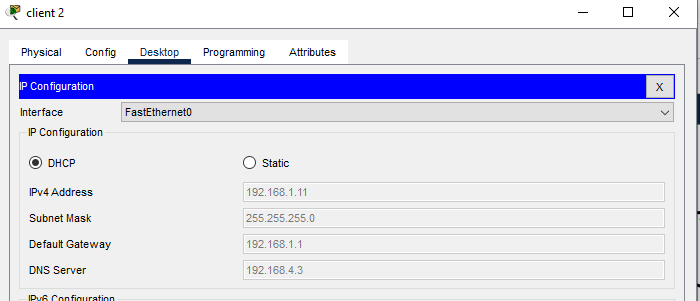 client 2
Physical Config Desktop Programming Attributes
IP Configuration X
Interface FastEthernet0
IP Configuration
DHCP Static
IPv4 Address 192.168.1.11
Subnet Mask 255.255.255.0
Default Gateway 192.168.1.1
DNS Server 192.168.4.3
IPv6 Configuration